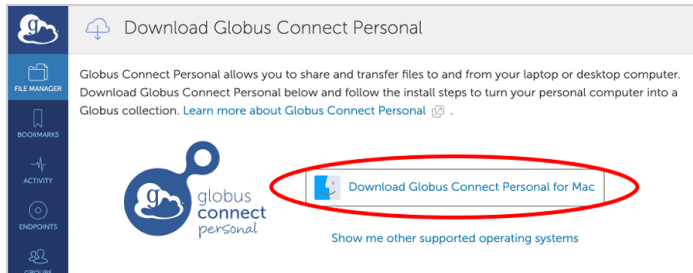 g
Download Globus Connect Personal
FILE MANAGER
Globus Connect Personal allows you to share and transfer files to and from your laptop or desktop computer.
Download Globus Connect Personal below and follow the install steps to turn your personal computer into a
Globus collection. Learn more about Globus Connect Personal .
BOOKMARKS
ACTIVITY
ENDPOINTS
GROUPS
g
globus
connect
personal
Download Globus Connect Personal for Mac
Show me other supported operating systems